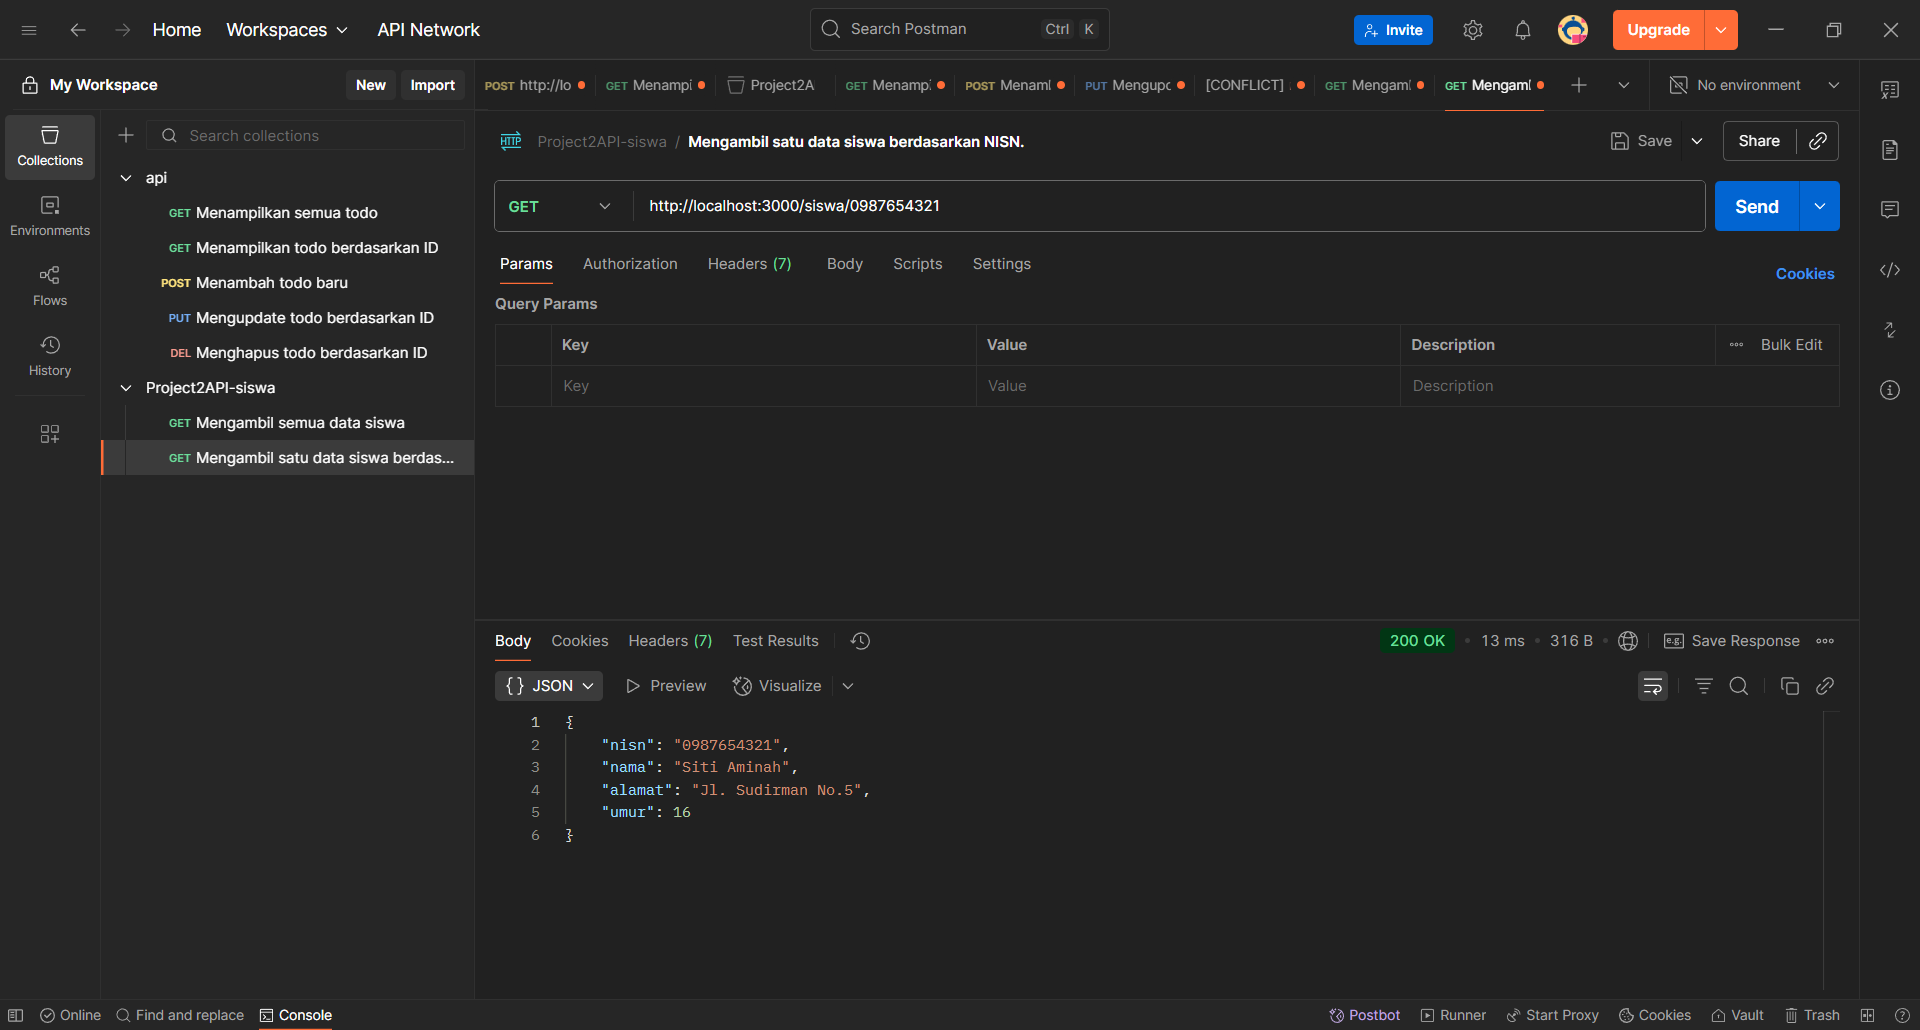 Home Workspaces API Network Search Postman Ctrl K Invite Upgrade
My Workspace New Import
POST http://lo GET Menampi Project2A GET Menampi POST Menaml PUT Mengupc [CONFLICT] GET Mengaml GET Mengaml No environment
Collections
Environments
Flows
History
Search collections
api
GET Menampilkan semua todo
GET Menampilkan todo berdasarkan ID
POST Menambah todo baru
PUT Mengupdate todo berdasarkan ID
DEL Menghapus todo berdasarkan ID
Project2API-siswa
GET Mengambil semua data siswa
GET Mengambil satu data siswa berdas...
HTTP Project2API-siswa / Mengambil satu data siswa berdasarkan NISN. Save Share
GET http://localhost:3000/siswa/0987654321 Send
Params Authorization Headers (7) Body Scripts Settings Cookies
Query Params
Key Value Description Bulk Edit
Key Value Description
Body Cookies Headers (7) Test Results 200 OK 13 ms 316 B e.g. Save Response
{} JSON Preview Visualize
1 {
2 "nisn": "0987654321",
3 "nama": "Siti Aminah",
4 "alamat": "Jl. Sudirman No.5",
5 "umur": 16
6 }
Online Find and replace Console Postbot Runner Start Proxy Cookies Vault Trash